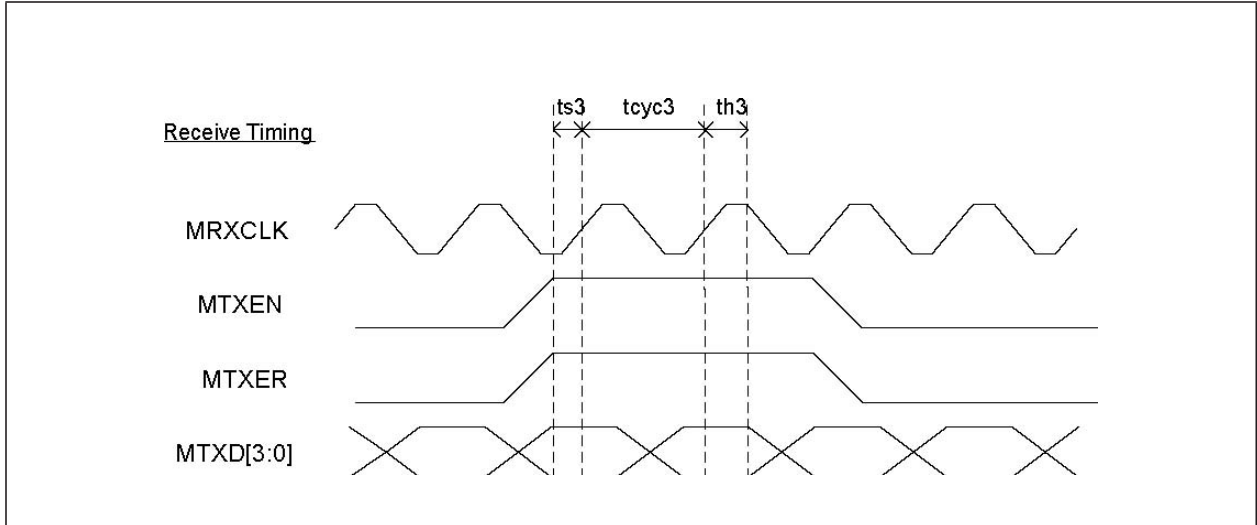 ts3 tcyc3 th3
Receive Timing
MRXCLK
MTXEN
MTXER
MTXD[3:0]